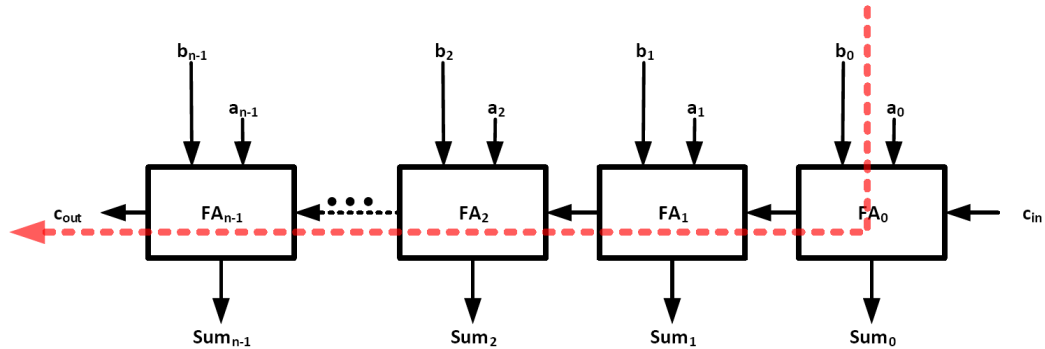 bn-1 b2 b1 b0
an-1 a2 a1 a0
cout FAn-1 FA2 FA1 FA0 cin
Sumn-1 Sum2 Sum1 Sum0